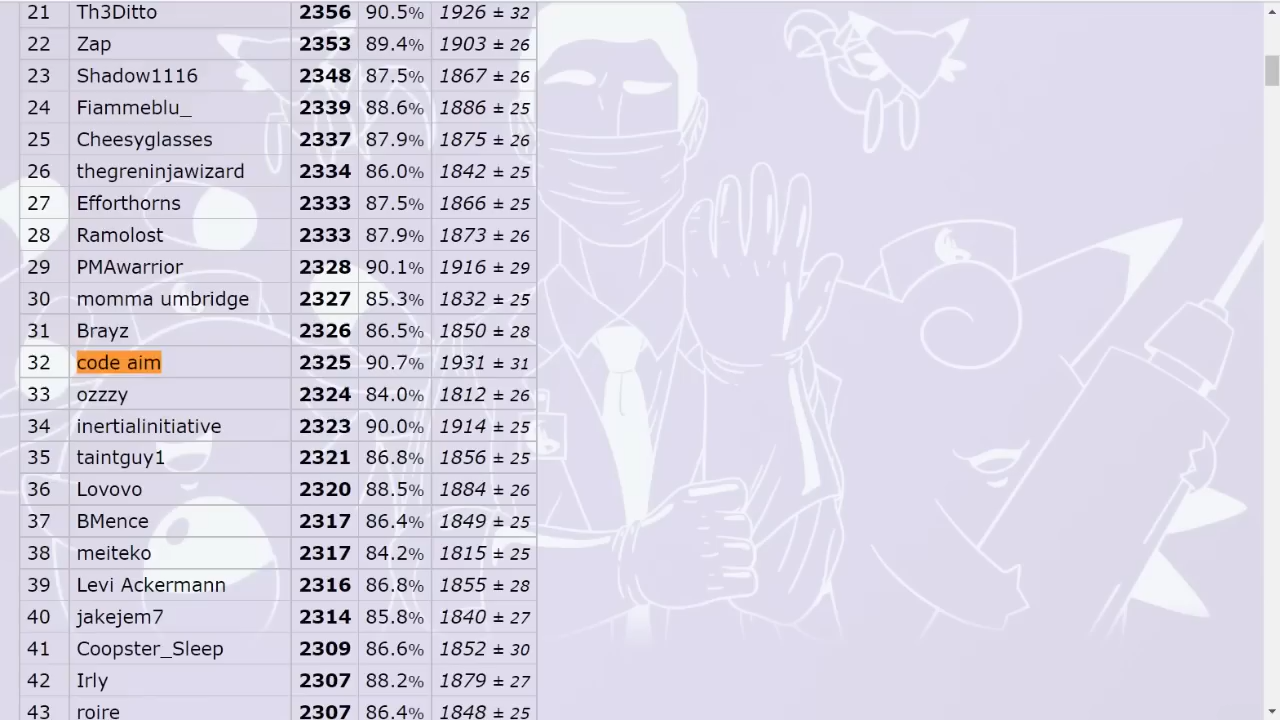 21 Th3Ditto 2356 90.5% 1926 ± 32
22 Zap 2353 89.4% 1903 ± 26
23 Shadow1116 2348 87.5% 1867 ± 26
24 Fiammeblu_ 2339 88.6% 1886 ± 25
25 Cheesyglasses 2337 87.9% 1875 ± 26
26 thegreninjawizard 2334 86.0% 1842 ± 25
27 Efforthorns 2333 87.5% 1866 ± 25
28 Ramolost 2333 87.9% 1873 ± 26
29 PMAwarrior 2328 90.1% 1916 ± 29
30 momma umbridge 2327 85.3% 1832 ± 25
31 Brayz 2326 86.5% 1850 ± 28
32 code aim 2325 90.7% 1931 ± 31
33 ozzzy 2324 84.0% 1812 ± 26
34 inertialinitiative 2323 90.0% 1914 ± 25
35 taintguy1 2321 86.8% 1856 ± 25
36 Lovovo 2320 88.5% 1884 ± 26
37 BMence 2317 86.4% 1849 ± 25
38 meiteko 2317 84.2% 1815 ± 25
39 Levi Ackermann 2316 86.8% 1855 ± 28
40 jakejem7 2314 85.8% 1840 ± 27
41 Coopster_Sleep 2309 86.6% 1852 ± 30
42 Irly 2307 88.2% 1879 ± 27
43 roire 2307 86.4% 1848 ± 25